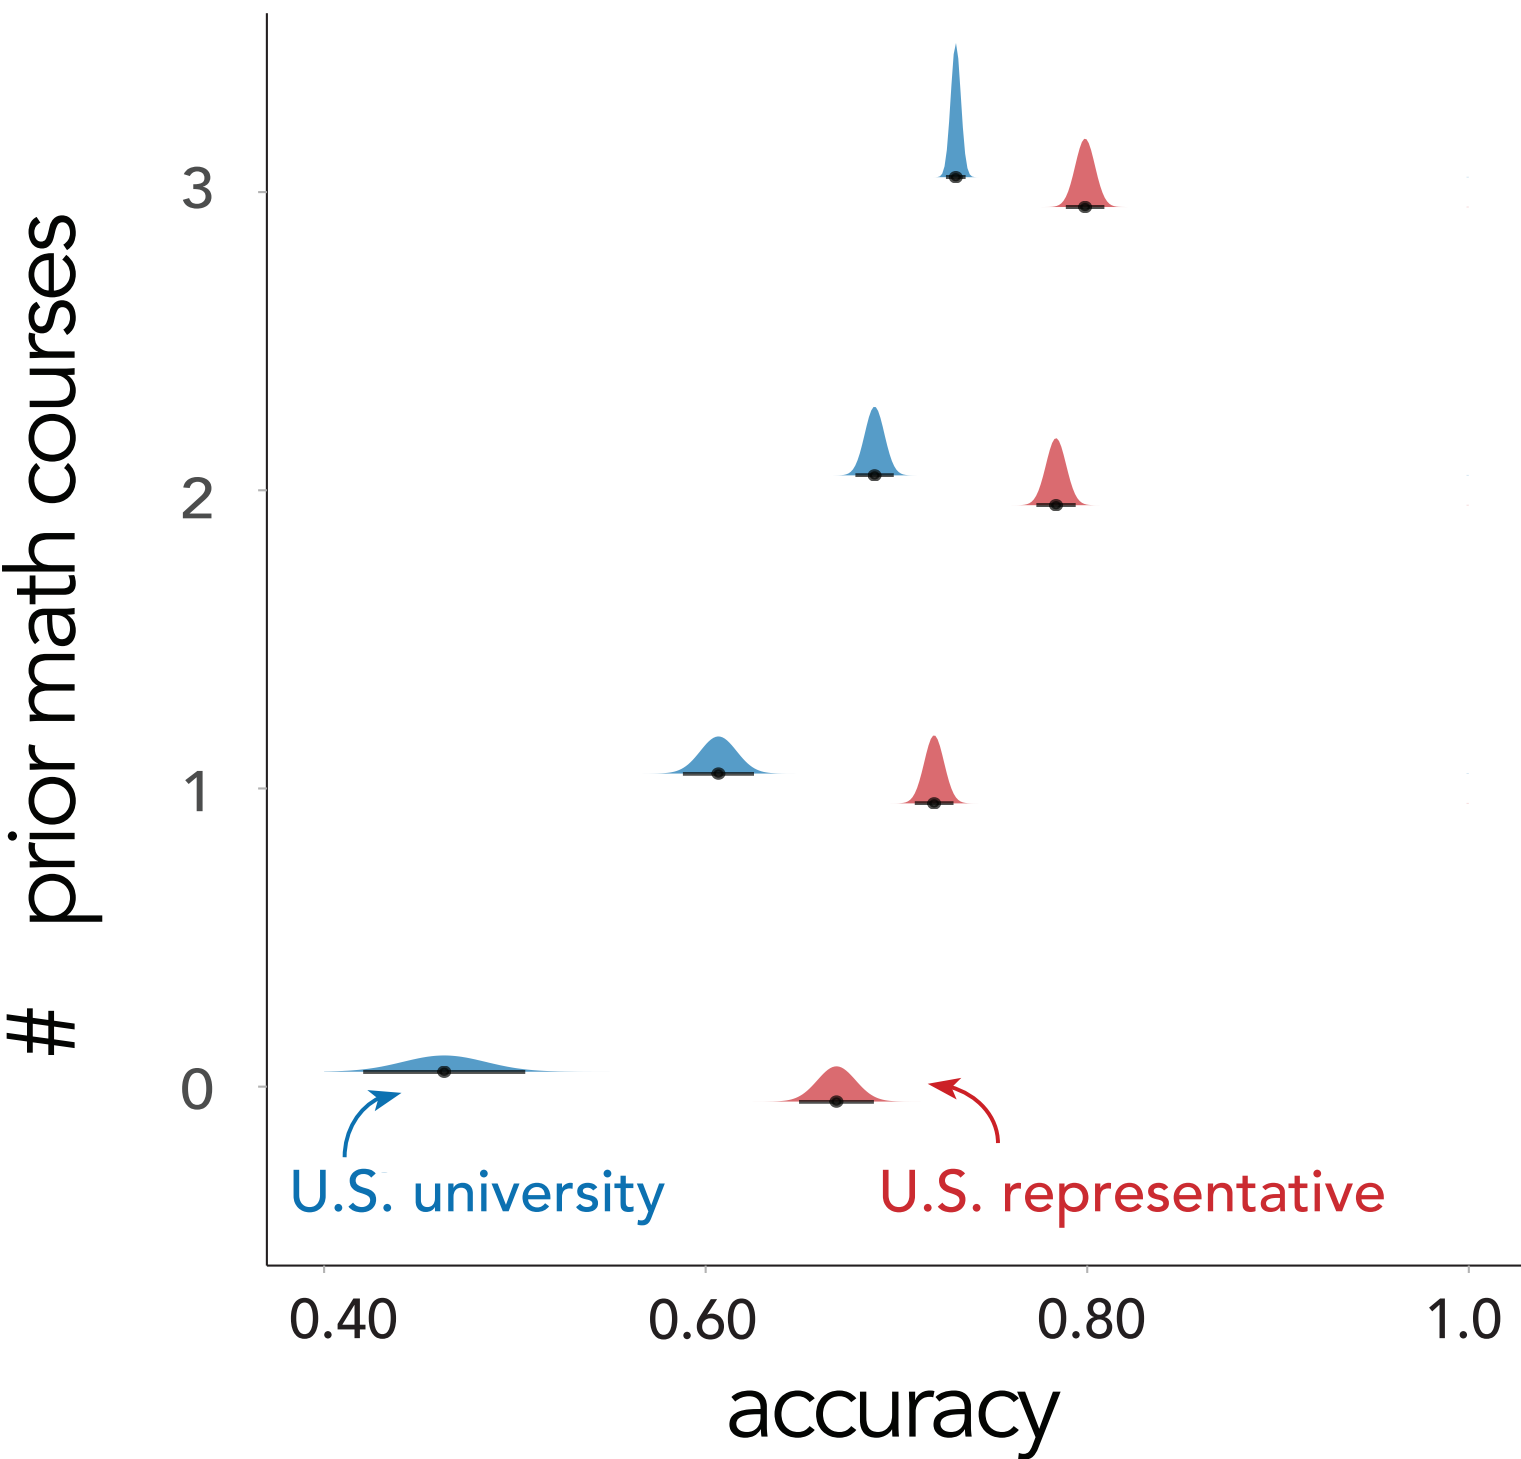 # prior math courses
3
2
1
0
U.S. university
U.S. representative
0.40 0.60 0.80 1.0
accuracy